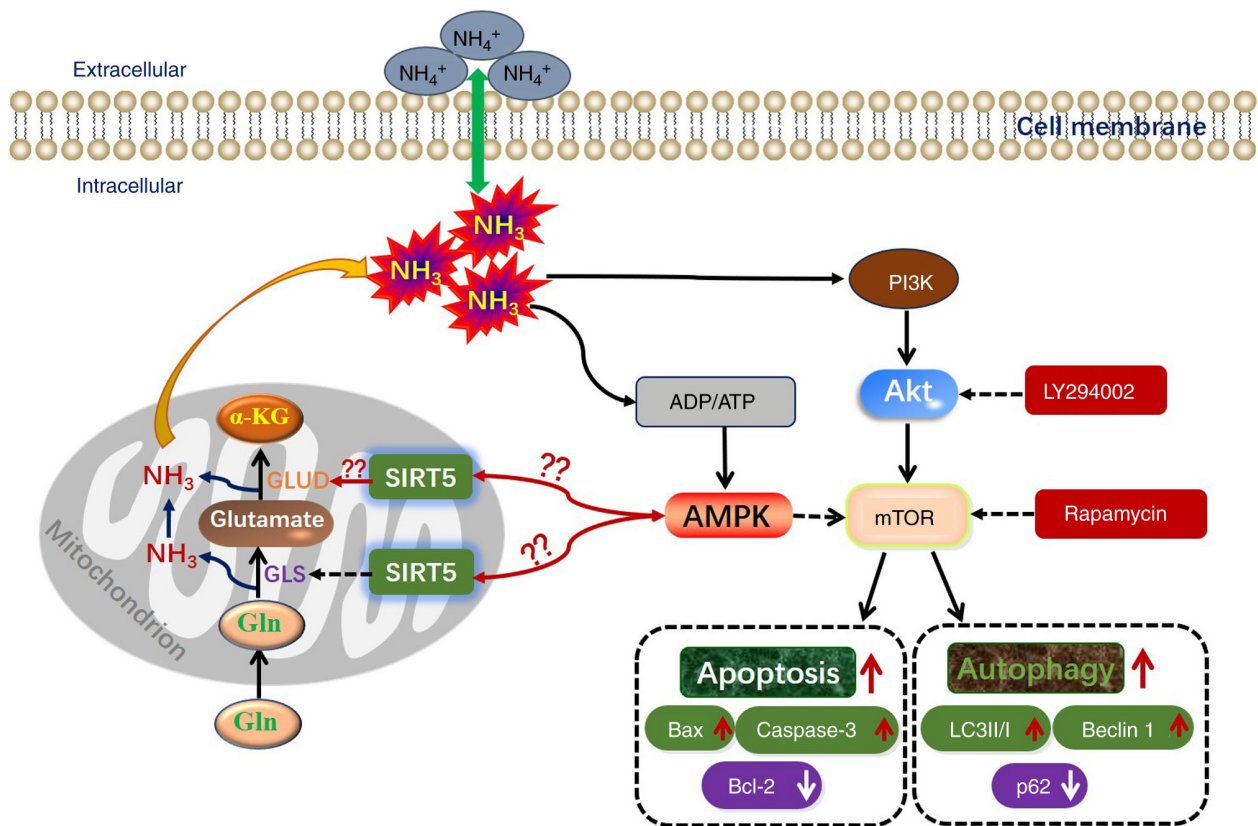 NH₄⁺
NH₄⁺
NH₄⁺
Extracellular
Cell membrane
Intracellular
NH₃
NH₃
NH₃
PI3K
Akt
LY294002
ADP/ATP
α-KG
NH₃
GLUD
??
SIRT5
??
Glutamate
AMPK
mTOR
Rapamycin
NH₃
GLS
SIRT5
??
Mitochondrion
Gln
Gln
Apoptosis
Bax
Caspase-3
Bcl-2
Autophagy
LC3II/I
Beclin 1
p62